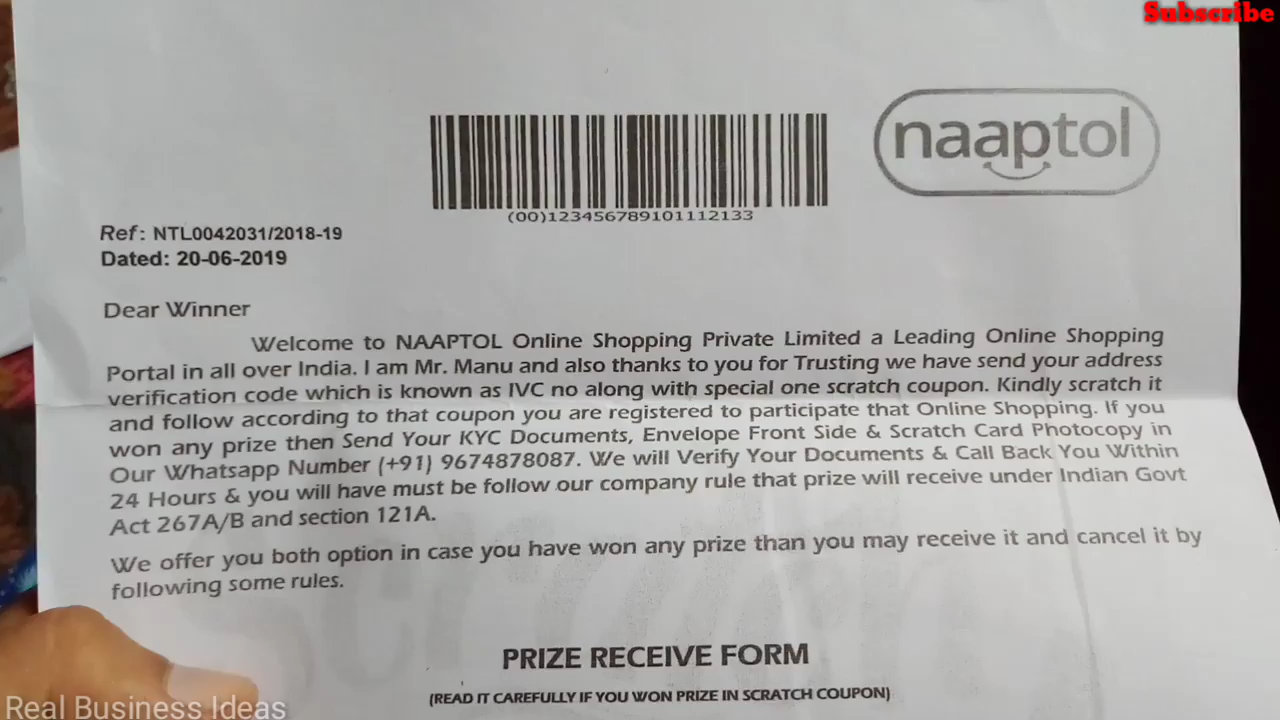 Subscribe
naaptol
(00)123456789101112133
Ref: NTL0042031/2018-19
Dated: 20-06-2019
Dear Winner
Welcome to NAAPTOL Online Shopping Private Limited a Leading Online Shopping
Portal in all over India. I am Mr. Manu and also thanks to you for Trusting we have send your address
verification code which is known as IVC no along with special one scratch coupon. Kindly scratch it
and follow according to that coupon you are registered to participate that Online Shopping. If you
won any prize then Send Your KYC Documents, Envelope Front Side & Scratch Card Photocopy in
Our Whatsapp Number (+91) 9674878087. We will Verify Your Documents & Call Back You Within
24 Hours & you will have must be follow our company rule that prize will receive under Indian Govt
Act 267A/B and section 121A.
We offer you both option in case you have won any prize than you may receive it and cancel it by
following some rules.
PRIZE RECEIVE FORM
(READ IT CAREFULLY IF YOU WON PRIZE IN SCRATCH COUPON)
Real Business Ideas